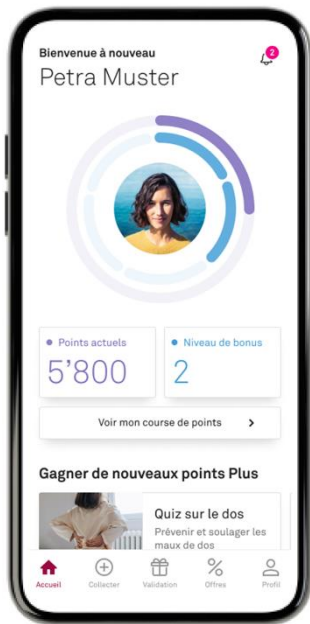 Bienvenue à nouveau
2
Petra Muster
Points actuels
5'800
Niveau de bonus
2
Voir mon course de points
Gagner de nouveaux points Plus
Quiz sur le dos
Prévenir et soulager les
maux de dos
Accueil
Collecter
Validation
Offres
Profil